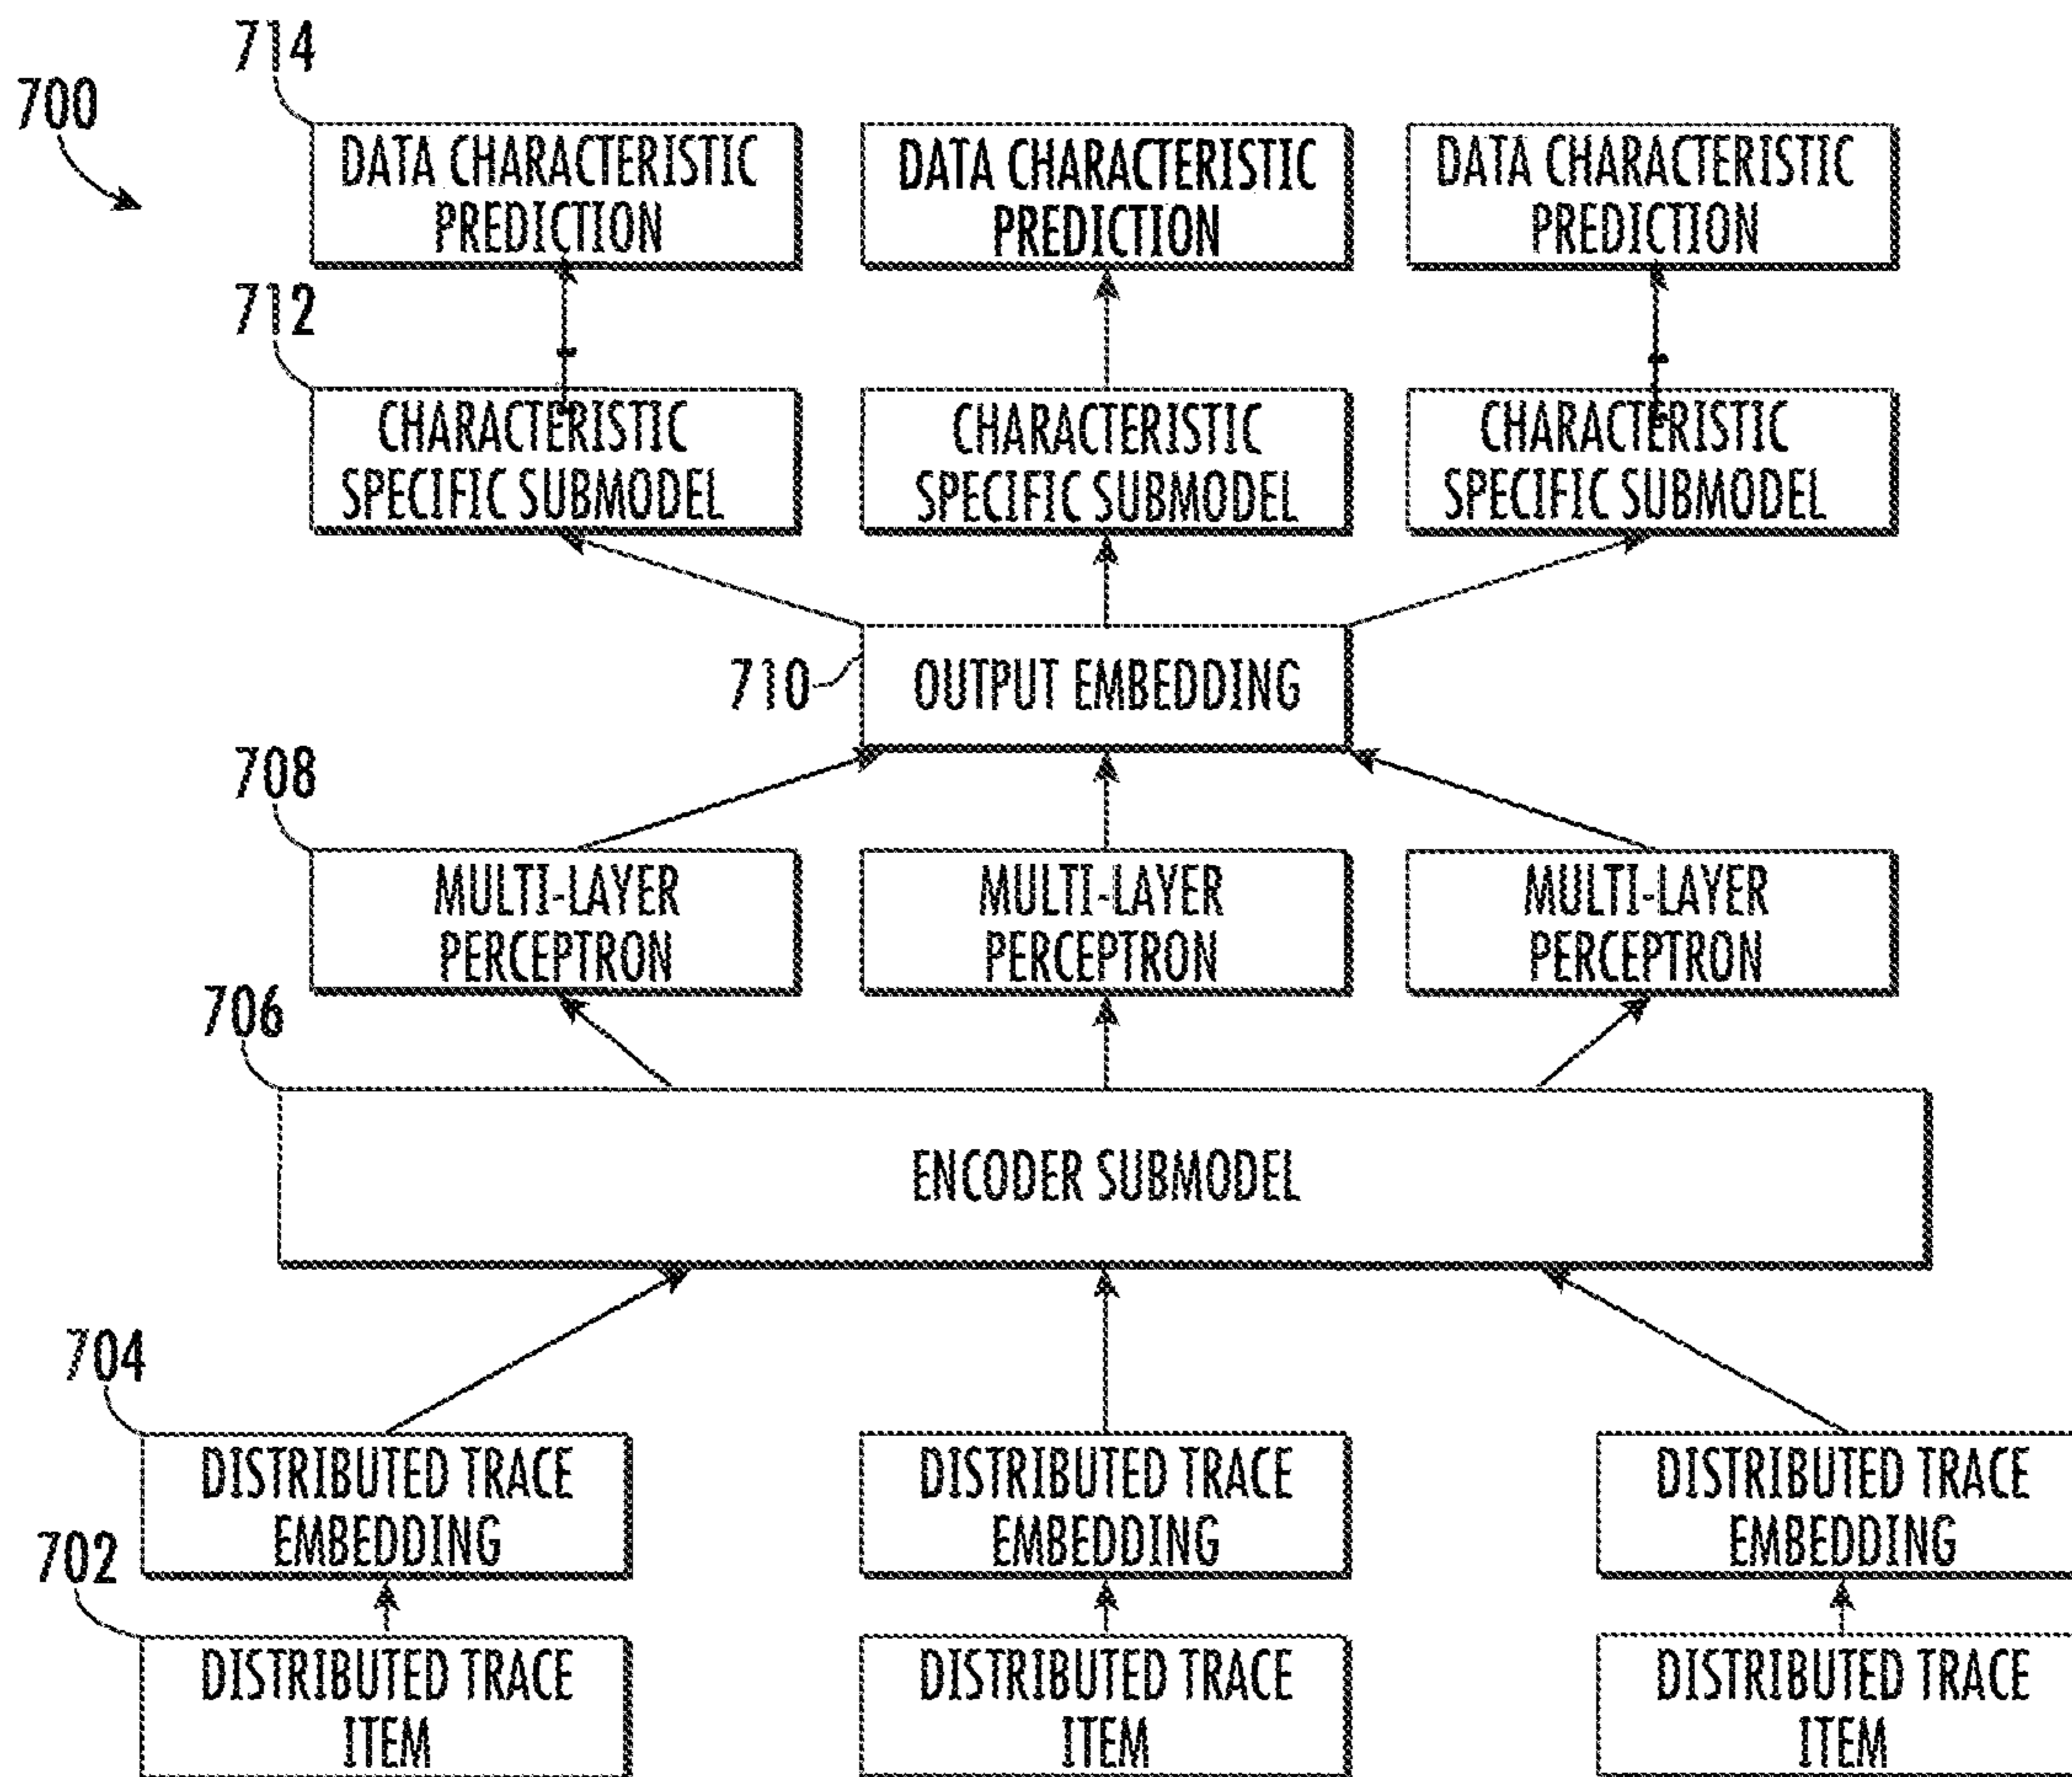 714
700
DATA CHARACTERISTIC
PREDICTION
DATA CHARACTERISTIC
PREDICTION
DATA CHARACTERISTIC
PREDICTION
712
CHARACTERISTIC
SPECIFIC SUBMODEL
CHARACTERISTIC
SPECIFIC SUBMODEL
CHARACTERISTIC
SPECIFIC SUBMODEL
710
OUTPUT EMBEDDING
708
MULTI-LAYER
PERCEPTRON
MULTI-LAYER
PERCEPTRON
MULTI-LAYER
PERCEPTRON
706
ENCODER SUBMODEL
704
DISTRIBUTED TRACE
EMBEDDING
DISTRIBUTED TRACE
EMBEDDING
DISTRIBUTED TRACE
EMBEDDING
702
DISTRIBUTED TRACE
ITEM
DISTRIBUTED TRACE
ITEM
DISTRIBUTED TRACE
ITEM